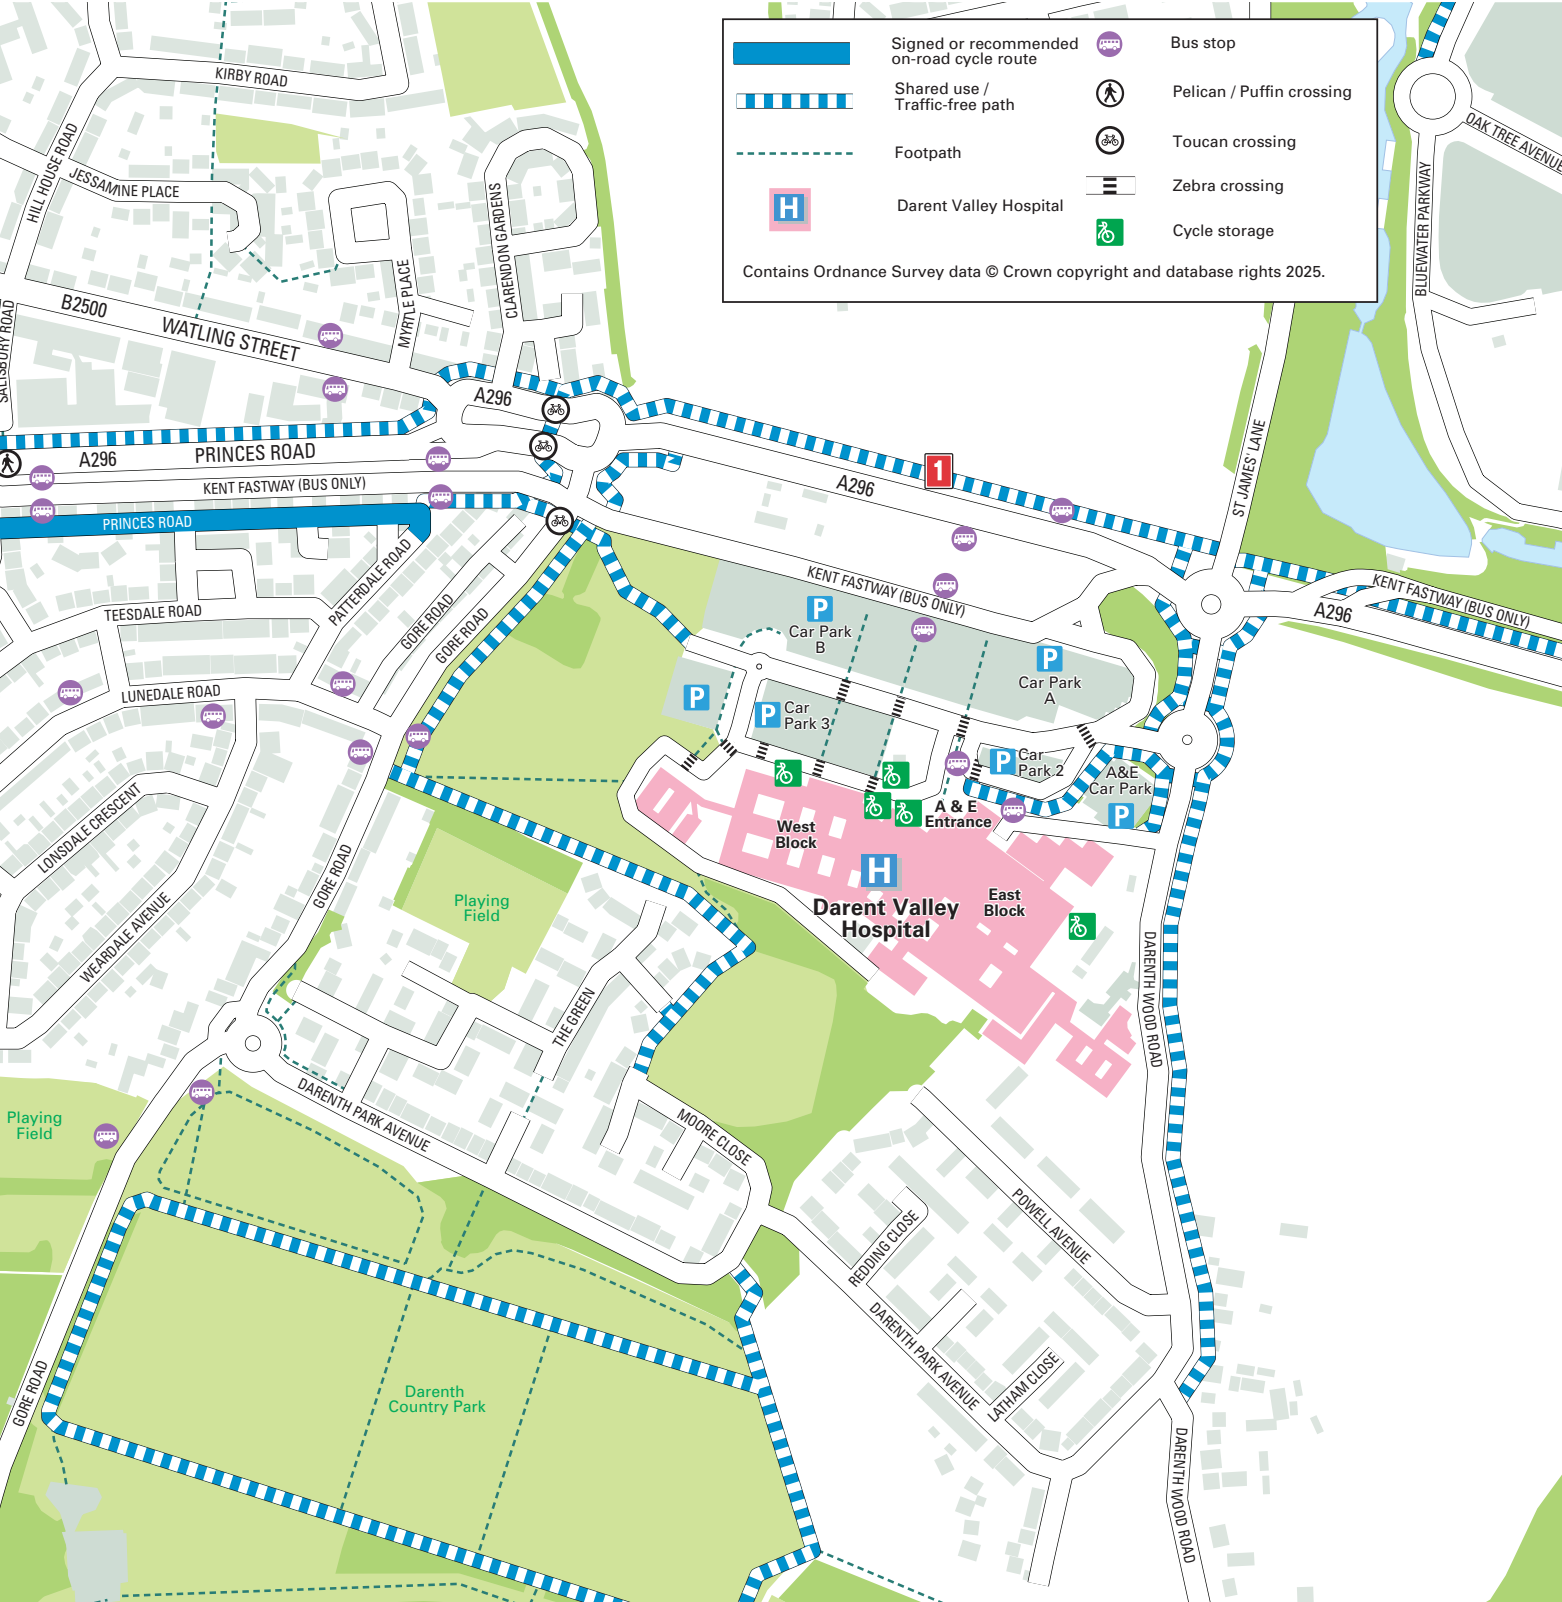 Signed or recommended
on-road cycle route
Shared use /
Traffic-free path
Footpath
H
Darent Valley Hospital
Bus stop
Pelican / Puffin crossing
Toucan crossing
Zebra crossing
Cycle storage
Contains Ordnance Survey data © Crown copyright and database rights 2025.
KIRBY ROAD
HILL HOUSE ROAD
JESSAMINE PLACE
CLARENDON GARDENS
MYRTLE PLACE
OAK TREE AVENUE
BLUEWATER PARKWAY
B2500
WATLING STREET
SALISBURY ROAD
A296
A296
PRINCES ROAD
KENT FASTWAY (BUS ONLY)
PRINCES ROAD
1
A296
ST JAMES' LANE
KENT FASTWAY (BUS ONLY)
KENT FASTWAY (BUS ONLY)
A296
PATTERDALE ROAD
TEESDALE ROAD
GORE ROAD
GORE ROAD
LUNEDALE ROAD
P
Car Park
B
P
Car Park
A
P
P
Car
Park 3
P
Car
Park 2
A&E
Car Park
P
A & E
Entrance
West
Block
H
Darent Valley
Hospital
East
Block
LONSDALE CRESCENT
WEARDALE AVENUE
GORE ROAD
Playing
Field
THE GREEN
DARENTH WOOD ROAD
DARENTH PARK AVENUE
MOORE CLOSE
Playing
Field
POWELL AVENUE
REDDING CLOSE
DARENTH PARK AVENUE
LATHAM CLOSE
GORE ROAD
Darenth
Country Park
DARENTH WOOD ROAD